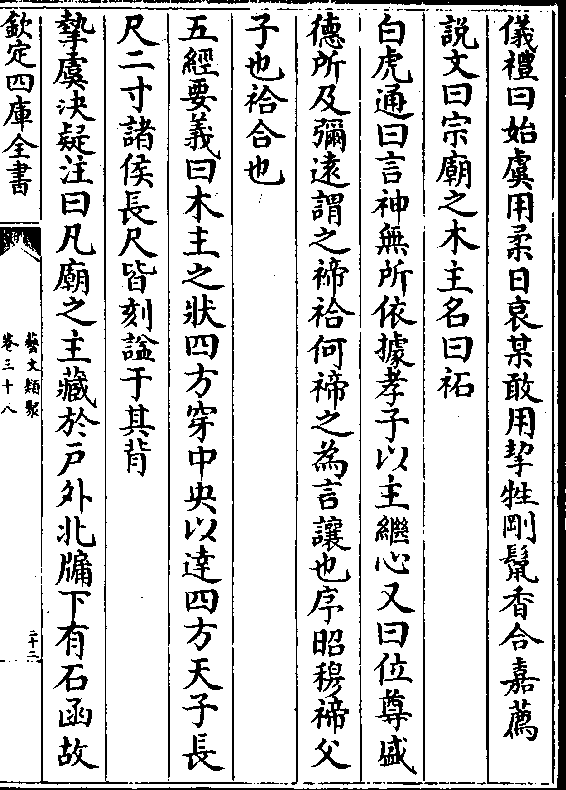 儀禮曰始虞用柔日哀某敢用挈牲剛鬛香合嘉薦
説文曰宗廟之木主名曰祏
白虎通曰言神無所依據孝子以主繼心又曰位尊盛
德所及彌遠謂之禘祫何禘之為言讓也序昭穆禘父
子也祫合也
五經要義曰木主之狀四方穿中央以達四方天子長
尺二寸諸侯長尺皆刻諡于其背
摯虞決疑注曰凡廟之主藏於戶外北牖下有石函故
欽定四庫全書
藝文類聚
卷三十八
二十二